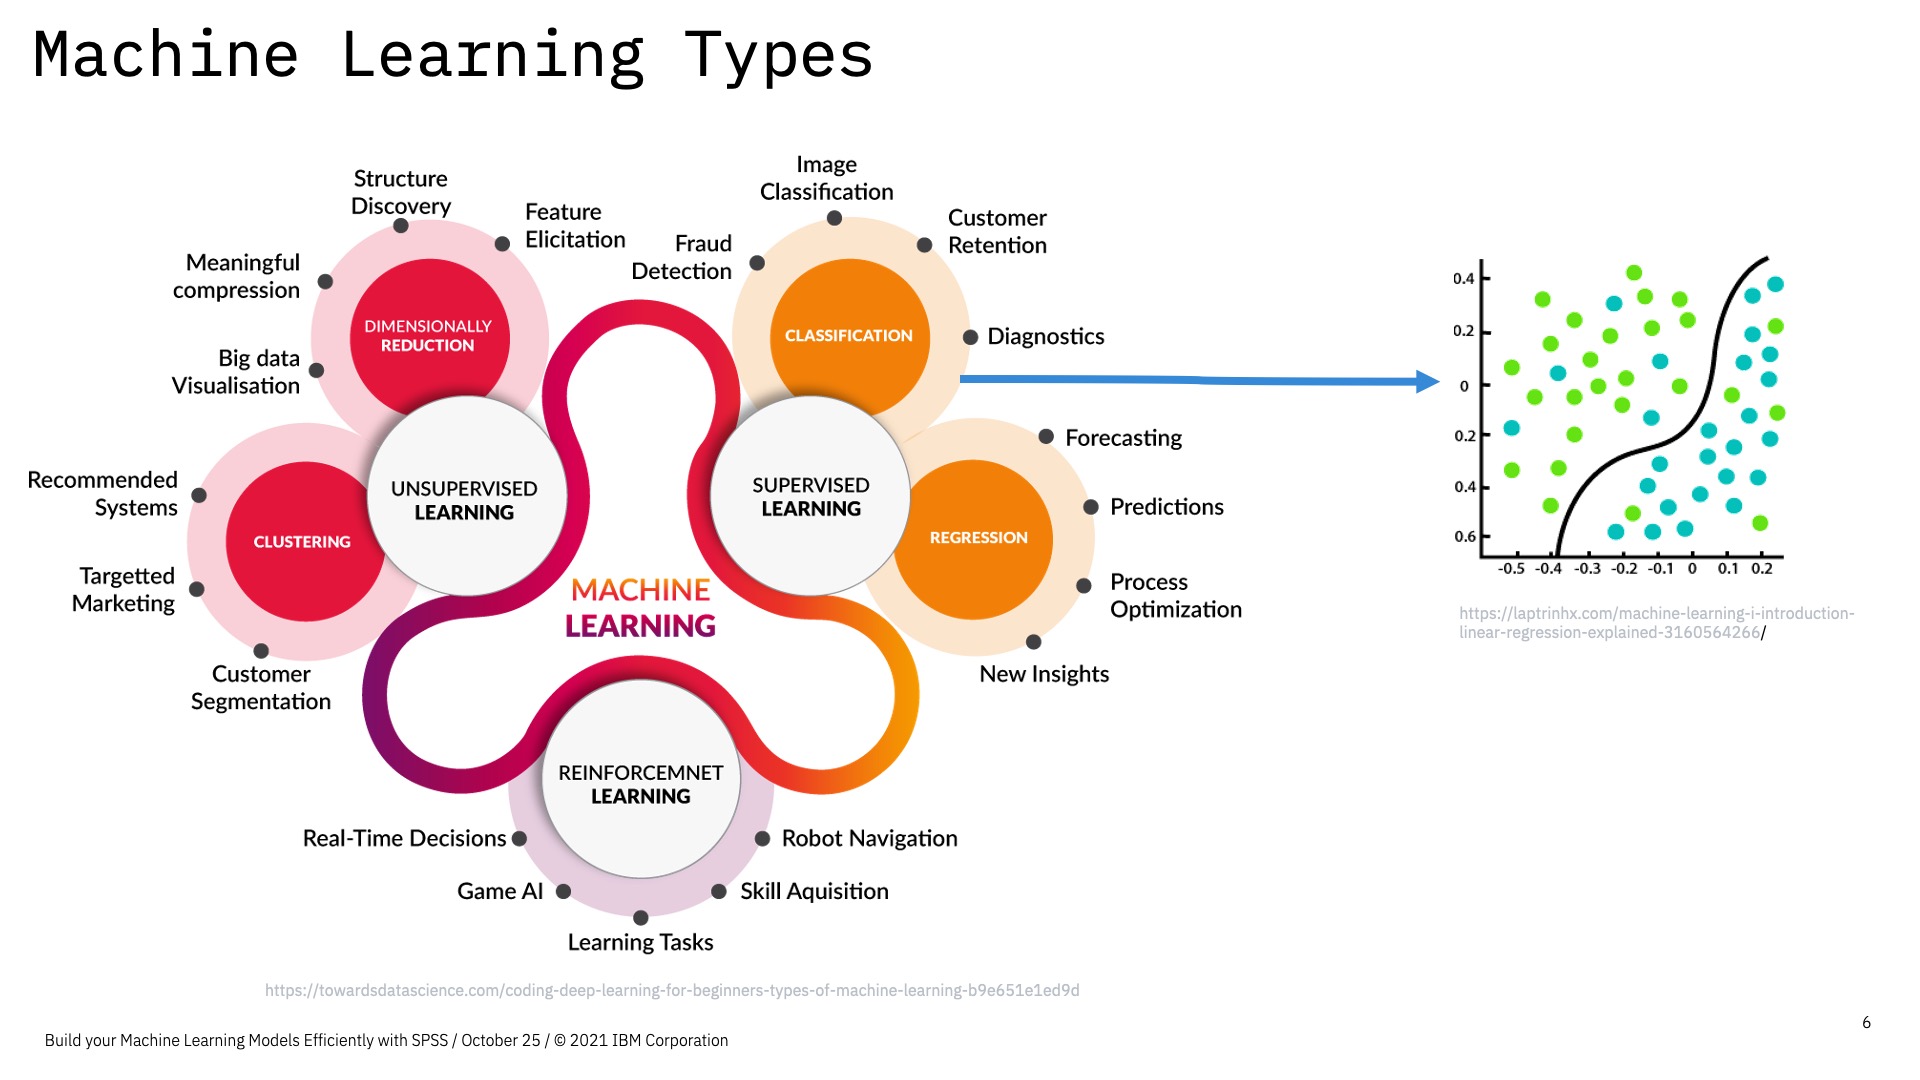 Machine Learning Types
Structure
Discovery
Feature
Elicitation
Meaningful
compression
Big data
Visualisation
DIMENSIONALLY
REDUCTION
Recommended
Systems
Targetted
Marketing
Customer
Segmentation
CLUSTERING
UNSUPERVISED
LEARNING
Image
Classification
Customer
Retention
Fraud
Detection
Diagnostics
CLASSIFICATION
SUPERVISED
LEARNING
REGRESSION
Forecasting
Predictions
Process
Optimization
New Insights
MACHINE
LEARNING
REINFORCEMNET
LEARNING
Real-Time Decisions
Game AI
Learning Tasks
Skill Aquisition
Robot Navigation
0.4
0.2
0
0.2
0.4
0.6
-0.5 -0.4 -0.3 -0.2 -0.1 0 0.1 0.2
https://laptrinhx.com/machine-learning-i-introduction-
linear-regression-explained-3160564266/
https://towardsdatascience.com/coding-deep-learning-for-beginners-types-of-machine-learning-b9e651e1ed9d
6
Build your Machine Learning Models Efficiently with SPSS / October 25 / © 2021 IBM Corporation